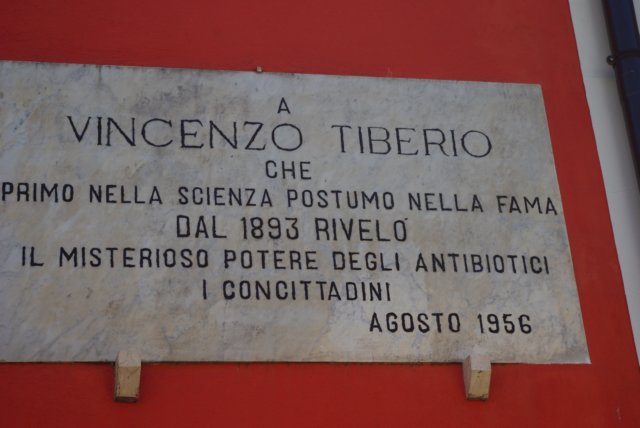 A
VINCENZO TIBERIO
CHE
PRIMO NELLA SCIENZA POSTUMO NELLA FAMA
DAL 1893 RIVELÒ
IL MISTERIOSO POTERE DEGLI ANTIBIOTICI
I CONCITTADINI
AGOSTO 1956